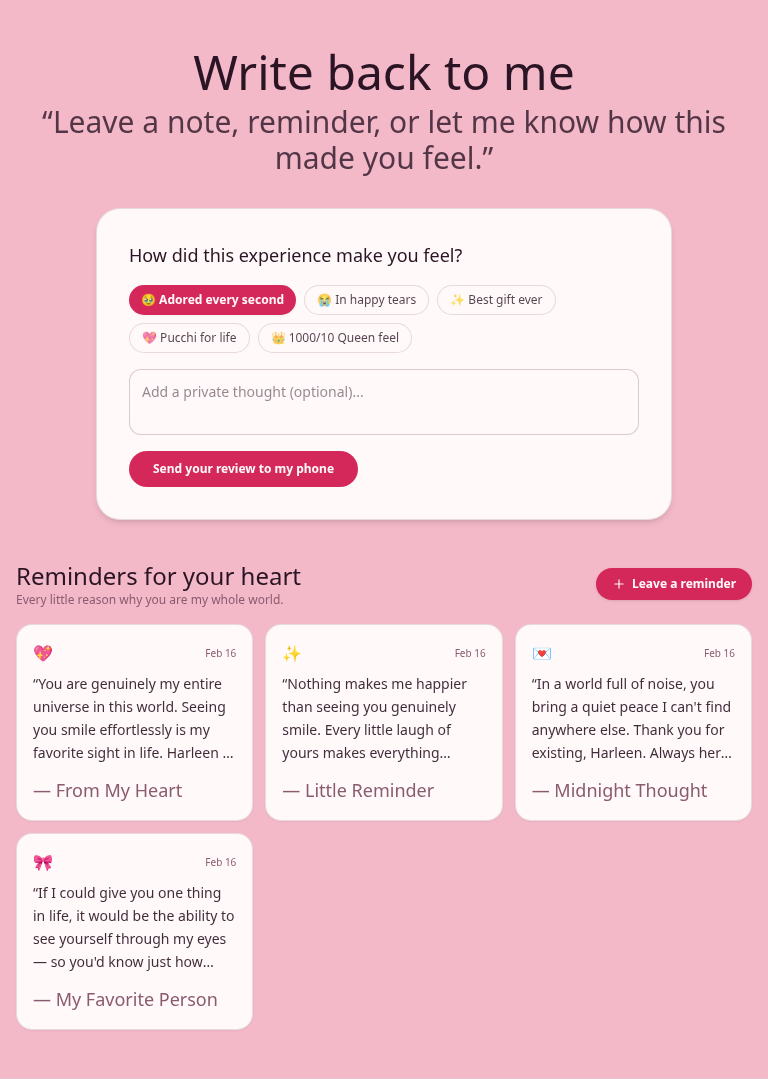 Write back to me
“Leave a note, reminder, or let me know how this
made you feel.”
How did this experience make you feel?
🥹 Adored every second
😭 In happy tears
✨ Best gift ever
💖 Pucchi for life
👑 1000/10 Queen feel
Add a private thought (optional)...
Send your review to my phone
Reminders for your heart
Every little reason why you are my whole world.
+ Leave a reminder
💖 Feb 16
“You are genuinely my entire
universe in this world. Seeing
you smile effortlessly is my
favorite sight in life. Harleen ...
— From My Heart
✨ Feb 16
“Nothing makes me happier
than seeing you genuinely
smile. Every little laugh of
yours makes everything...
— Little Reminder
💌 Feb 16
“In a world full of noise, you
bring a quiet peace I can't find
anywhere else. Thank you for
existing, Harleen. Always her...
— Midnight Thought
🎀 Feb 16
“If I could give you one thing
in life, it would be the ability to
see yourself through my eyes
— so you'd know just how...
— My Favorite Person